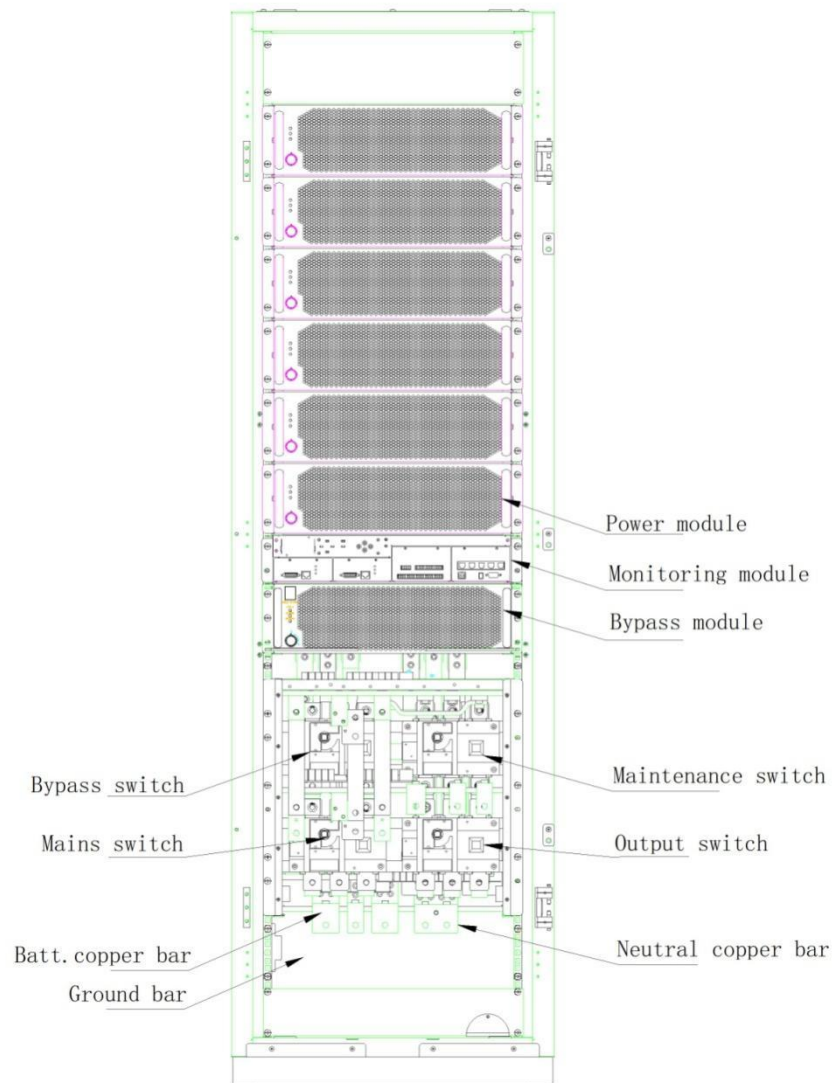 Power module
Monitoring module
Bypass module
Bypass switch
Maintenance switch
Mains switch
Output switch
Batt.copper bar
Neutral copper bar
Ground bar